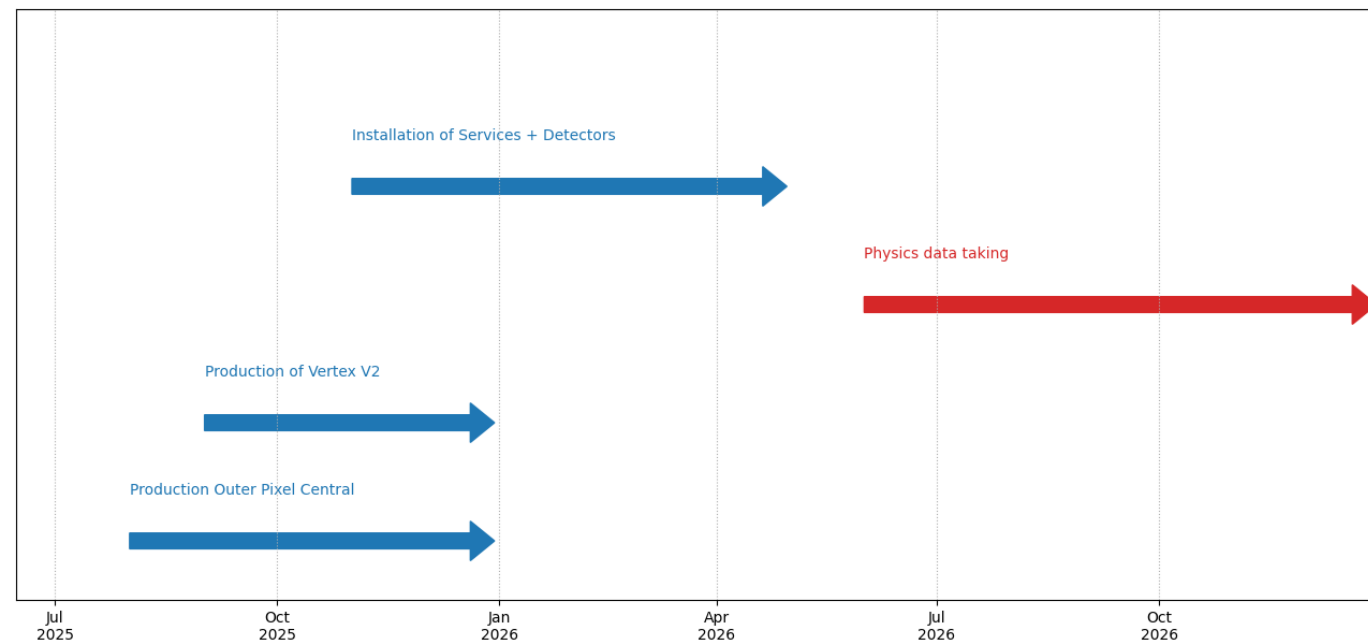 Installation of Services + Detectors
Physics data taking
Production of Vertex V2
Production Outer Pixel Central
Jul
2025
Oct
2025
Jan
2026
Apr
2026
Jul
2026
Oct
2026